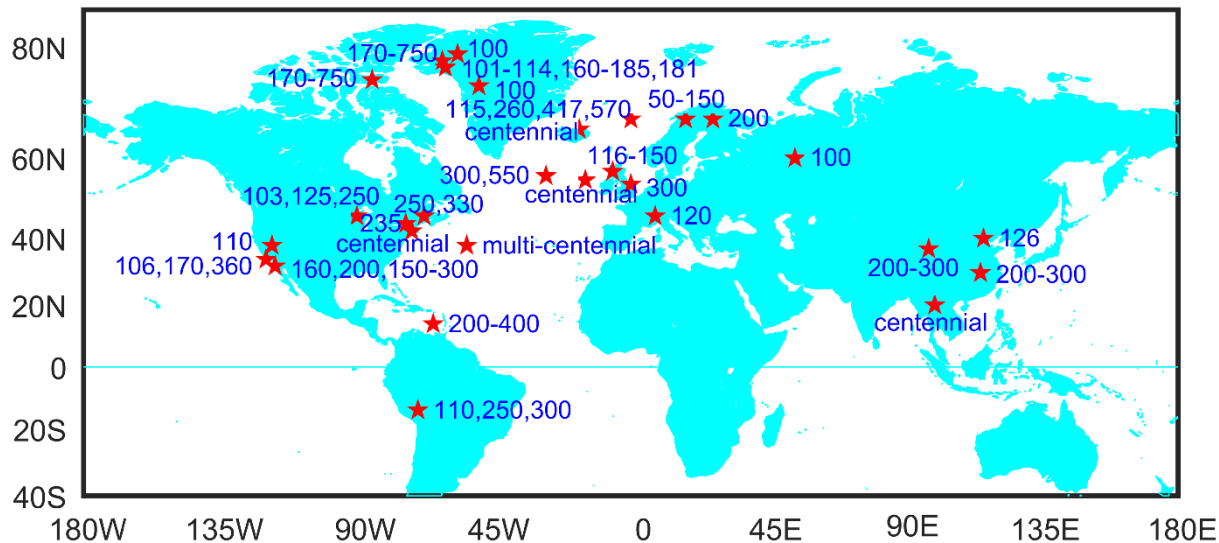 80N
170-750
100
170-750
101-114,160-185,181
100
115,260,417,570
50-150
200
centennial
60N
116-150
100
300,550
centennial
300
103,125,250
250,330
235
120
40N
110
centennial
multi-centennial
126
106,170,360
160,200,150-300
200-300
200-300
20N
200-400
centennial
0
110,250,300
20S
40S
180W
135W
90W
45W
0
45E
90E
135E
180E